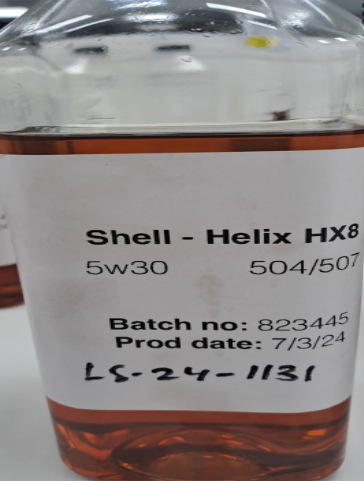 Shell - Helix HX8
5w30 504/507
Batch no: 823445
Prod date: 7/3/24
LS-24-1131